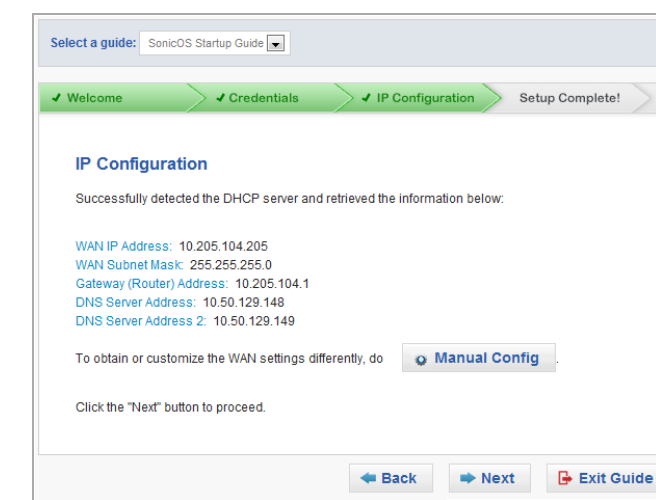 Select a guide: SonicOS Startup Guide
Welcome Credentials IP Configuration Setup Complete!
IP Configuration
Successfully detected the DHCP server and retrieved the information below:
WAN IP Address: 10.205.104.205
WAN Subnet Mask: 255.255.255.0
Gateway (Router) Address: 10.205.104.1
DNS Server Address: 10.50.129.148
DNS Server Address 2: 10.50.129.149
To obtain or customize the WAN settings differently, do Manual Config.
Click the "Next" button to proceed.
Back Next Exit Guide